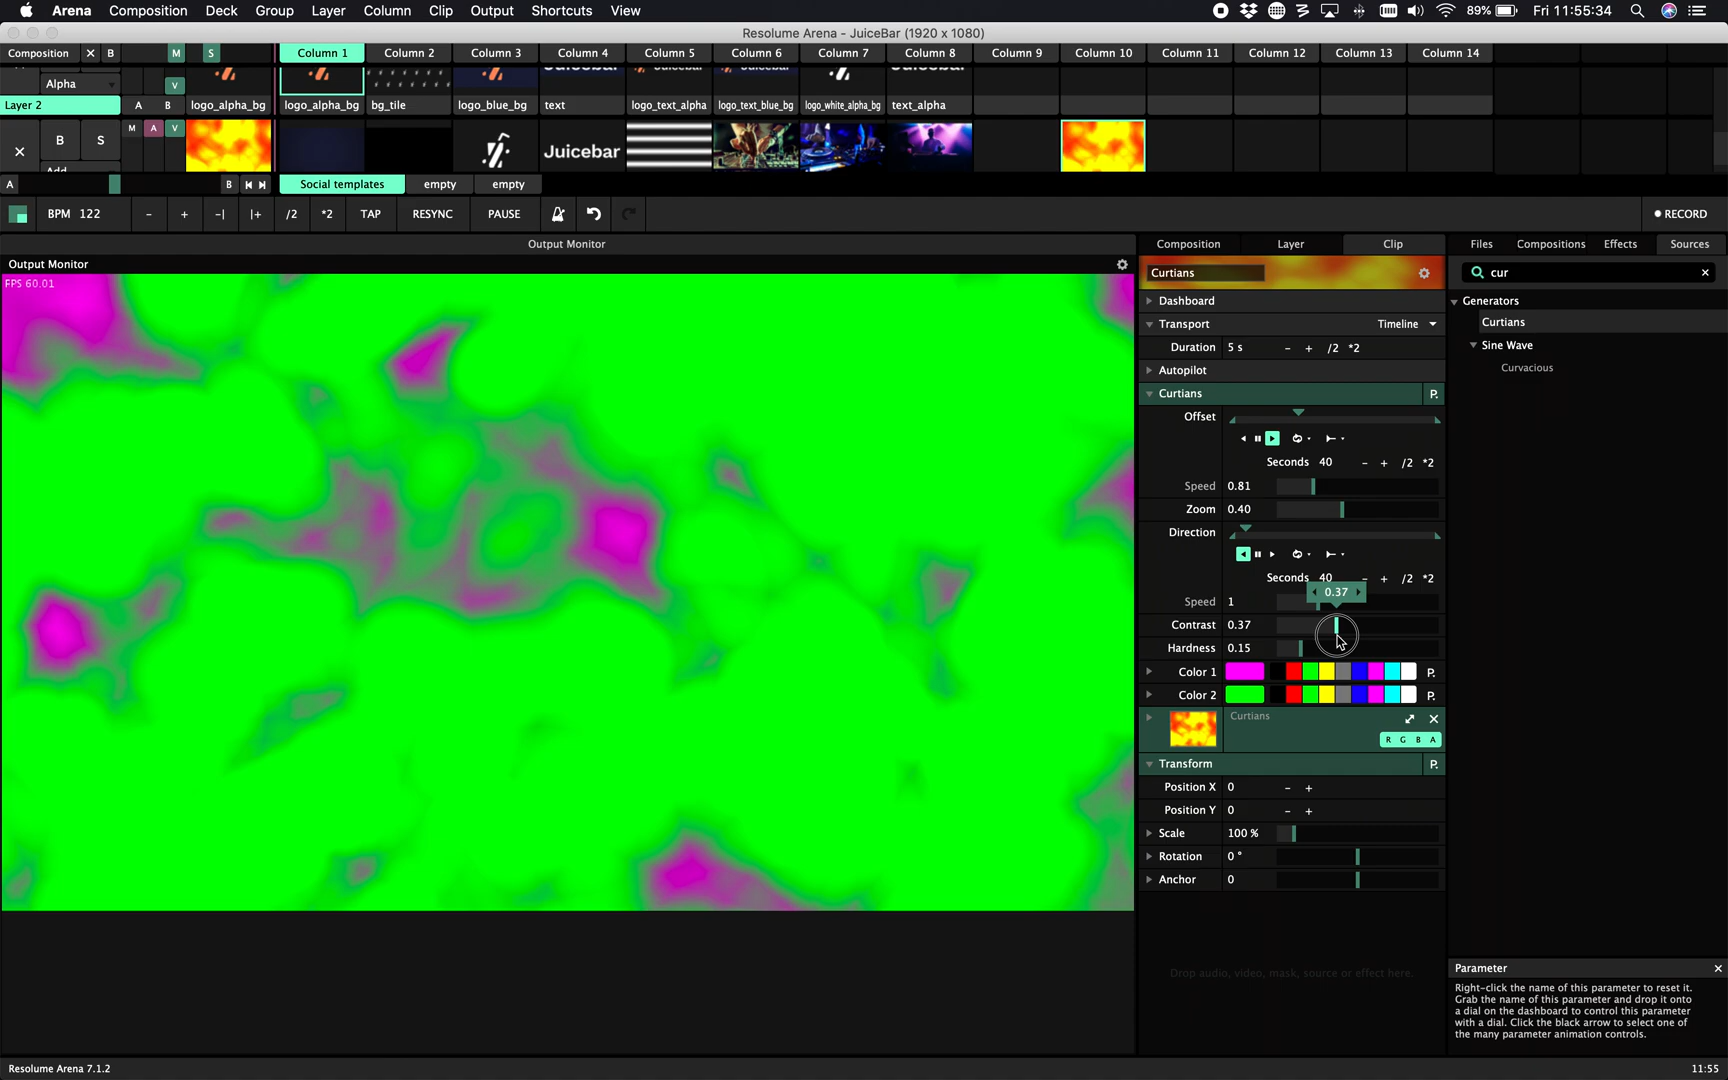 Arena Composition Deck Group Layer Column Clip Output Shortcuts View 89% Fri 11:55:34
Resolume Arena - JuiceBar (1920 x 1080)
Composition B M S Column 1 Column 2 Column 3 Column 4 Column 5 Column 6 Column 7 Column 8 Column 9 Column 10 Column 11 Column 12 Column 13 Column 14
Alpha V
Layer 2 A B logo_alpha_bg logo_alpha_bg bg_tile logo_blue_bg text logo_text_alpha logo_text_blue_bg logo_white_alpha_bg text_alpha
B S M A V Juicebar
Add
A B Social templates empty empty
BPM 122 - + -| |+ /2 *2 TAP RESYNC PAUSE RECORD
Output Monitor Composition Layer Clip Files Compositions Effects Sources
Output Monitor
FPS 60.01
Curtians
Dashboard
Transport Timeline
Duration 5 s - + /2 *2
Autopilot
Curtians P.
Offset
Seconds 40 - + /2 *2
Speed 0.81
Zoom 0.40
Direction
Seconds 40 - + /2 *2
0.37
Speed 1
Contrast 0.37
Hardness 0.15
Color 1 P.
Color 2 P.
Curtians
R G B A
Transform P.
Position X 0 - +
Position Y 0 - +
Scale 100 %
Rotation 0 °
Anchor 0
Drop audio, video, mask, source or effect here.
cur
Generators
Curtians
Sine Wave
Curvacious
Parameter
Right-click the name of this parameter to reset it.
Grab the name of this parameter and drop it onto
a dial on the dashboard to control this parameter
with a dial. Click the black arrow to select one of
the many parameter animation controls.
Resolume Arena 7.1.2 11:55